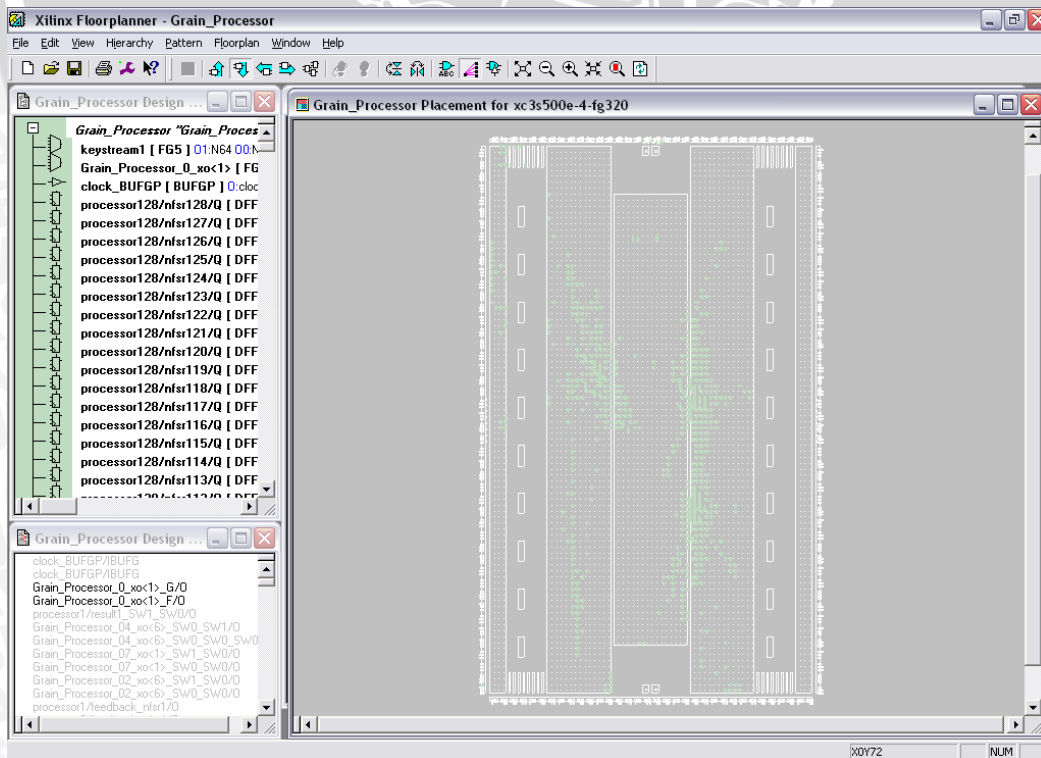 Xilinx Floorplanner - Grain_Processor
File Edit View Hierarchy Pattern Floorplan Window Help
ABC
Grain_Processor Design ...
Grain_Processor "Grain_Proces
keystream1 [ FG5 ] O1:N64 O0:N
Grain_Processor_0_xo<1> [ FG
clock_BUFGP [ BUFGP ] O:cloc
processor128/nfsr128/Q [ DFF
processor128/nfsr127/Q [ DFF
processor128/nfsr126/Q [ DFF
processor128/nfsr125/Q [ DFF
processor128/nfsr124/Q [ DFF
processor128/nfsr123/Q [ DFF
processor128/nfsr122/Q [ DFF
processor128/nfsr121/Q [ DFF
processor128/nfsr120/Q [ DFF
processor128/nfsr119/Q [ DFF
processor128/nfsr118/Q [ DFF
processor128/nfsr117/Q [ DFF
processor128/nfsr116/Q [ DFF
processor128/nfsr115/Q [ DFF
processor128/nfsr114/Q [ DFF
processor128/nfsr113/Q [ DFF
Grain_Processor Design ...
clock_BUFGP/IBUFG
clock_BUFGP/IBUFG
Grain_Processor_0_xo<1>_G/O
Grain_Processor_0_xo<1>_F/O
processor1/result1_SW1_SW0/O
Grain_Processor_04_xo<6>_SW0_SW1/O
Grain_Processor_04_xo<6>_SW0_SW0_SW0
Grain_Processor_07_xo<1>_SW1_SW0/O
Grain_Processor_07_xo<1>_SW0_SW0/O
Grain_Processor_02_xo<6>_SW1_SW0/O
Grain_Processor_02_xo<6>_SW0_SW0/O
processor1/feedback_nfsr1/O
Grain_Processor Placement for xc3s500e-4-fg320
X0Y72
NUM